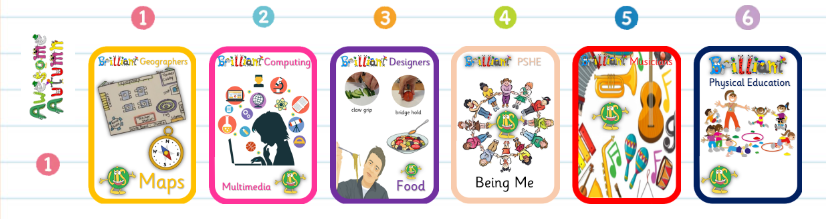 1 2 3 4 5 6
Awesome
Autumn
1
Brilliant Geographers
Maps
Brilliant Computing
Multimedia
Brilliant Designers
claw grip
bridge hold
Food
Brilliant PSHE
Being Me
Brilliant Musicians
Brilliant
Physical Education